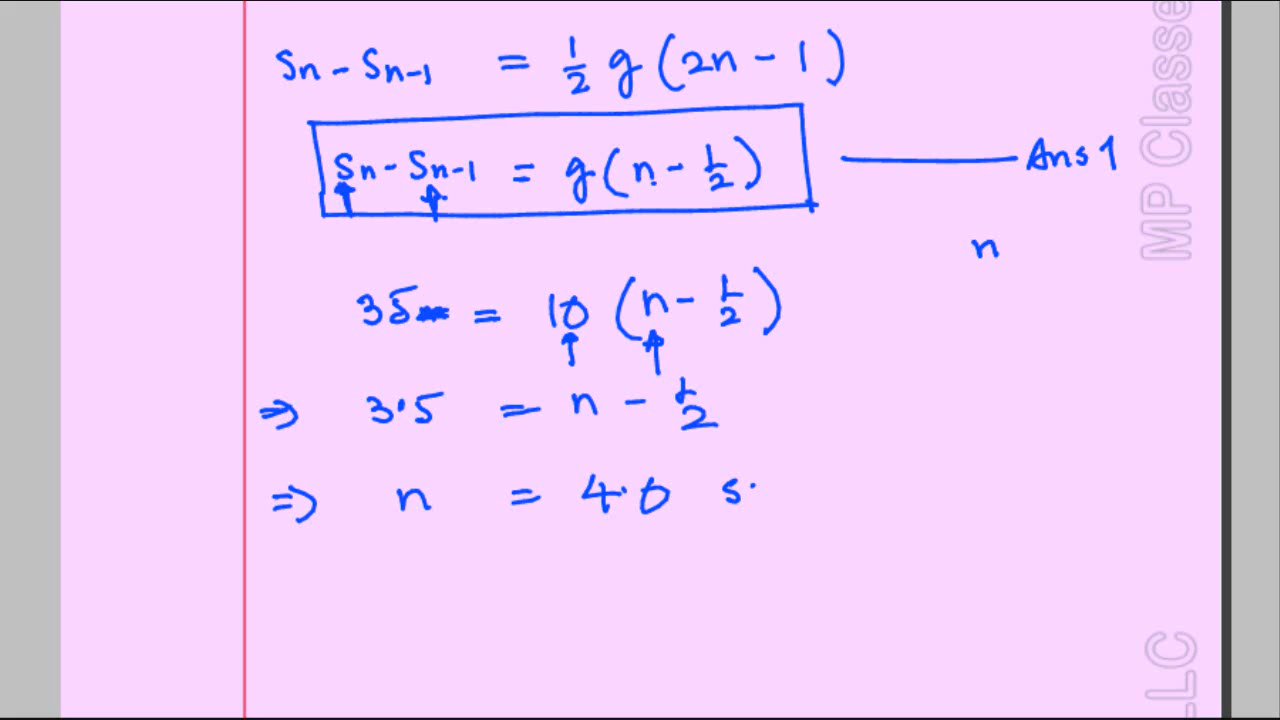 Sn - Sn-1 = 1/2 g (2n - 1)
Sn - Sn-1 = g (n - 1/2) Ans 1
n
35 = 10 (n - 1/2)
⇒ 3.5 = n - 1/2
⇒ n = 4.0 s.
MP Classe
LLC